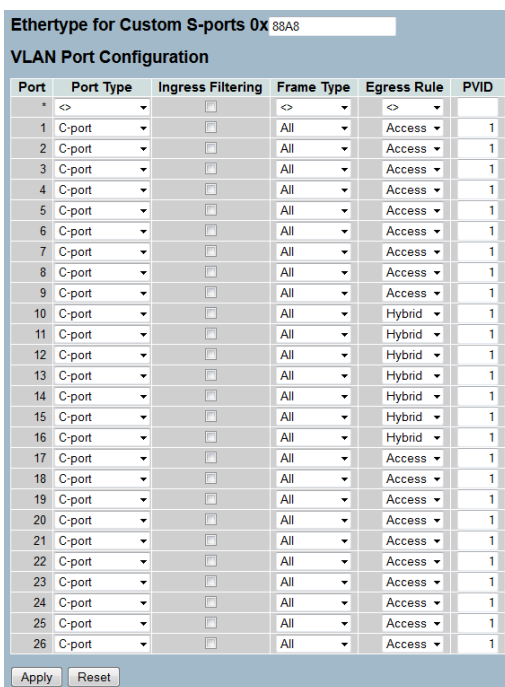 Ethertype for Custom S-ports 0x 88A8
VLAN Port Configuration
Port Port Type Ingress Filtering Frame Type Egress Rule PVID
* <> <> <>
1 C-port All Access 1
2 C-port All Access 1
3 C-port All Access 1
4 C-port All Access 1
5 C-port All Access 1
6 C-port All Access 1
7 C-port All Access 1
8 C-port All Access 1
9 C-port All Access 1
10 C-port All Hybrid 1
11 C-port All Hybrid 1
12 C-port All Hybrid 1
13 C-port All Hybrid 1
14 C-port All Hybrid 1
15 C-port All Hybrid 1
16 C-port All Hybrid 1
17 C-port All Access 1
18 C-port All Access 1
19 C-port All Access 1
20 C-port All Access 1
21 C-port All Access 1
22 C-port All Access 1
23 C-port All Access 1
24 C-port All Access 1
25 C-port All Access 1
26 C-port All Access 1
Apply Reset